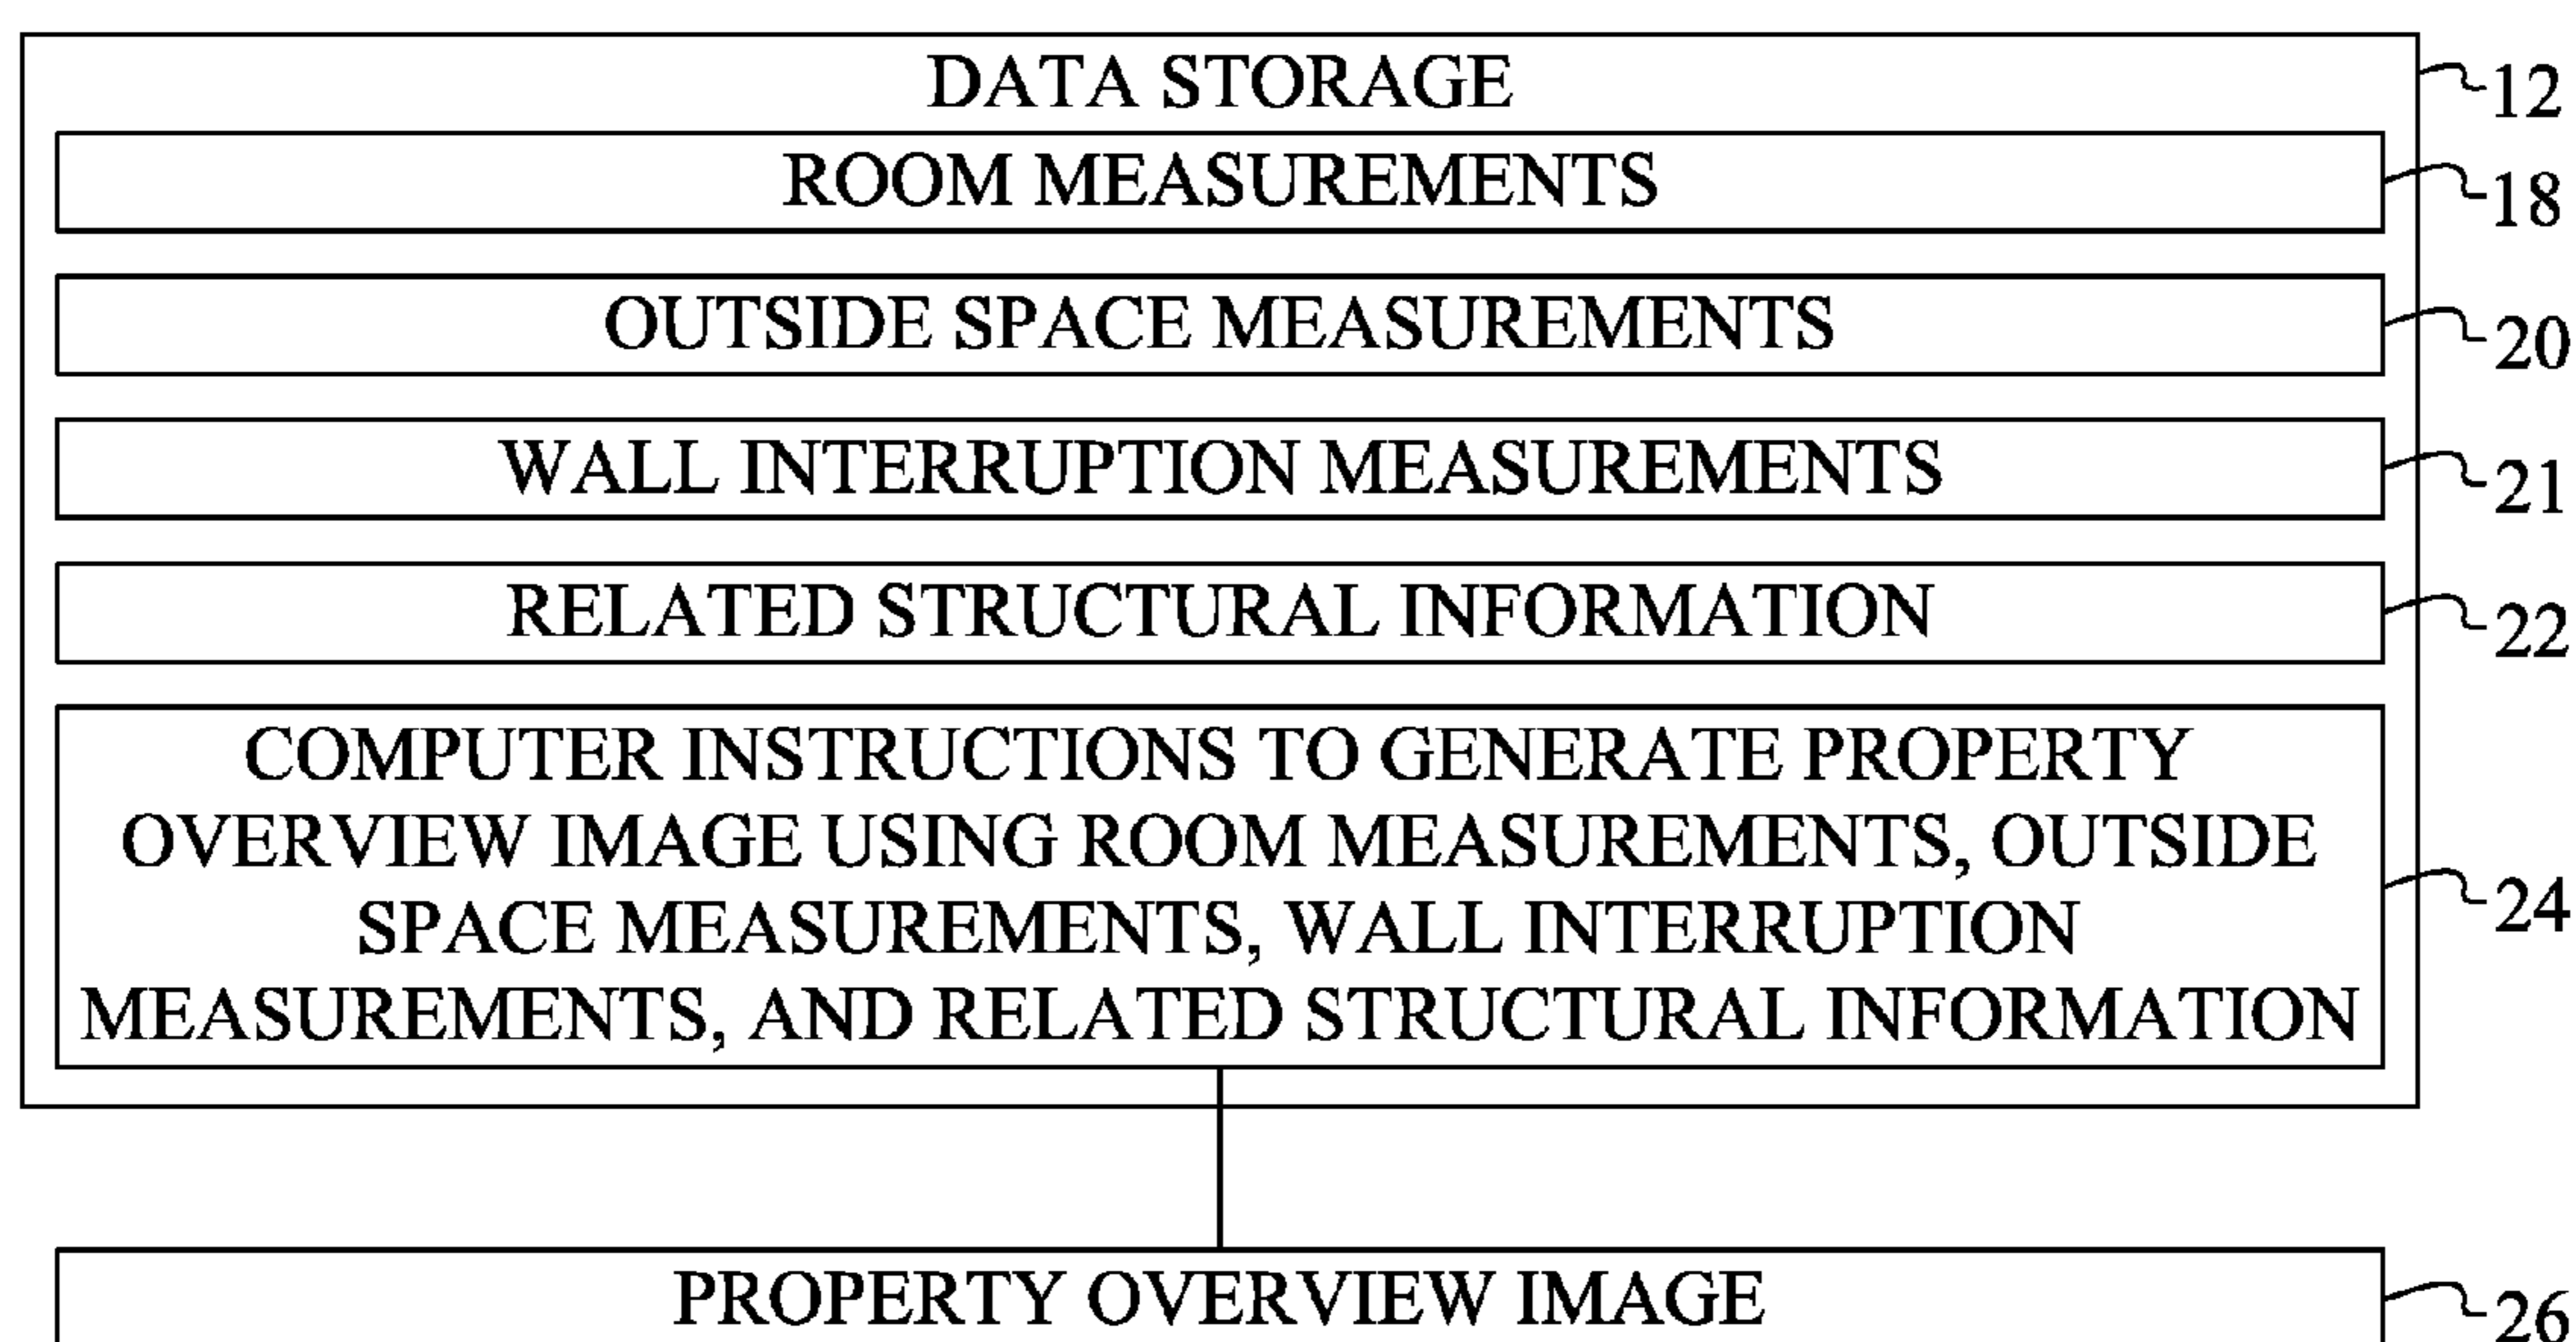 DATA STORAGE
12
ROOM MEASUREMENTS
18
OUTSIDE SPACE MEASUREMENTS
20
WALL INTERRUPTION MEASUREMENTS
21
RELATED STRUCTURAL INFORMATION
22
COMPUTER INSTRUCTIONS TO GENERATE PROPERTY
OVERVIEW IMAGE USING ROOM MEASUREMENTS, OUTSIDE
SPACE MEASUREMENTS, WALL INTERRUPTION
MEASUREMENTS, AND RELATED STRUCTURAL INFORMATION
24
PROPERTY OVERVIEW IMAGE
26